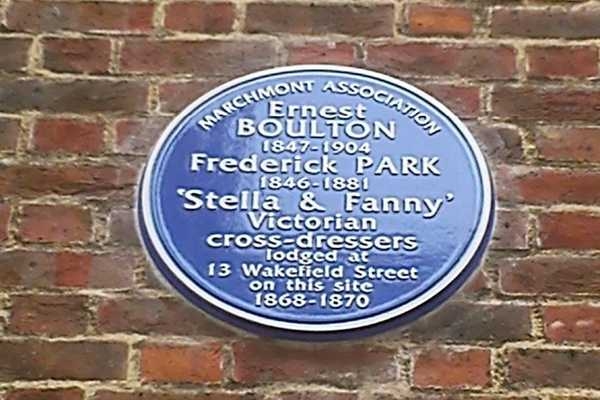 MARCHMONT ASSOCIATION
Ernest
BOULTON
1847-1904
Frederick PARK
1846-1881
'Stella & Fanny'
Victorian
cross-dressers
lodged at
13 Wakefield Street
on this site
1868-1870